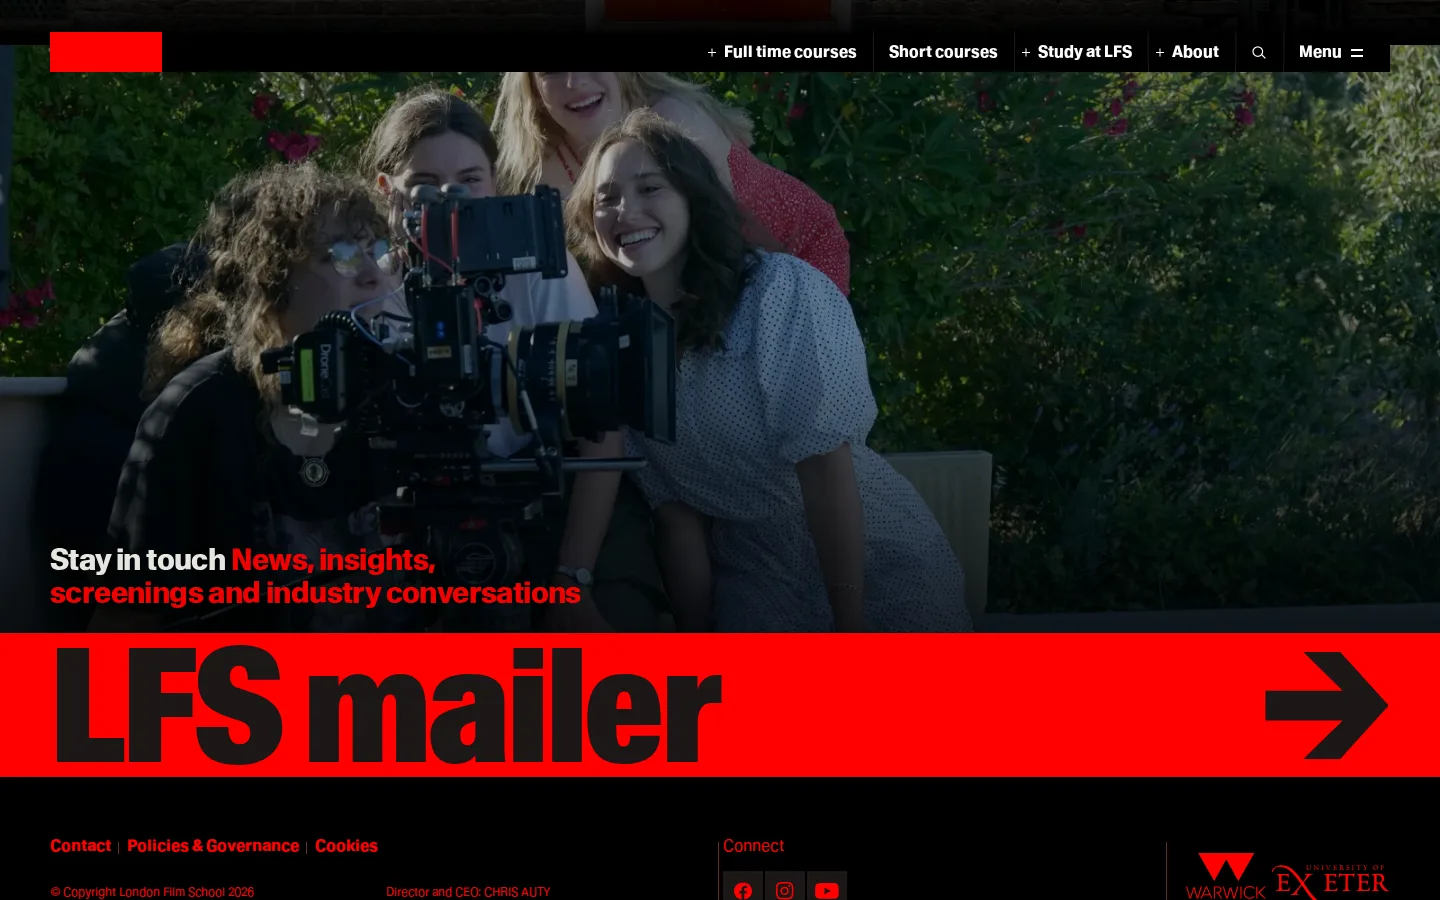 Full time courses
Short courses
Study at LFS
About
Menu
Stay in touch News, insights,
screenings and industry conversations
LFS mailer
Contact
Policies & Governance
Cookies
Connect
© Copyright London Film School 2026
Director and CEO: CHRIS AUTY
WARWICK
UNIVERSITY OF
EXETER